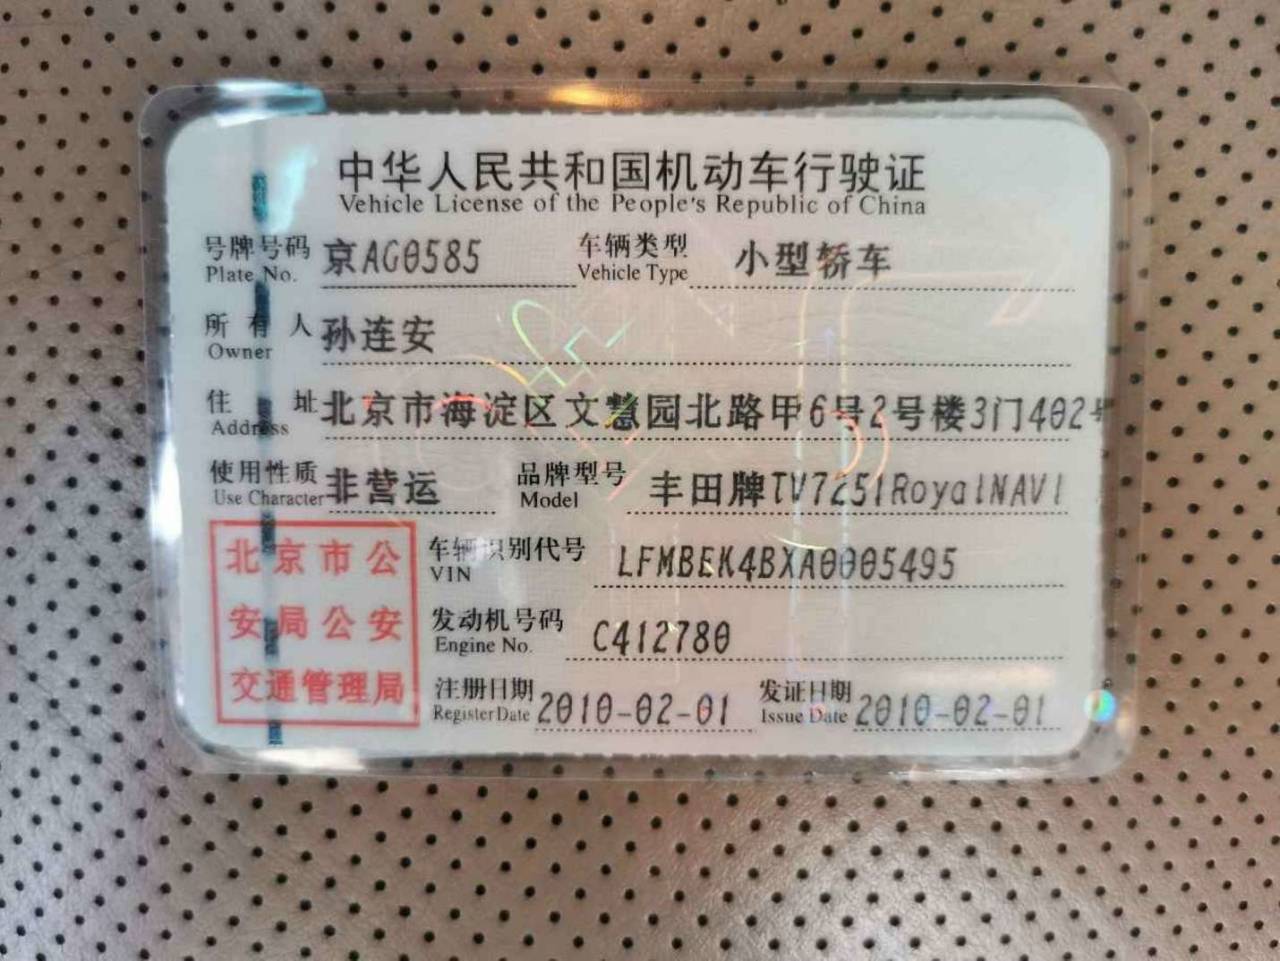 中华人民共和国机动车行驶证
Vehicle License of the People's Republic of China
号牌号码 京AG0585 车辆类型 小型轿车
Plate No. Vehicle Type
所有人 孙连安
Owner
住址 北京市海淀区文慧园北路甲6号2号楼3门402号
Address
使用性质 非营运 品牌型号 丰田牌TV7251RoyalNAVI
Use Character Model
北京市公
安局公安
交通管理局
车辆识别代号 LFMBEK4BXA0005495
VIN
发动机号码 C412780
Engine No.
注册日期 2010-02-01 发证日期 2010-02-01
Register Date Issue Date